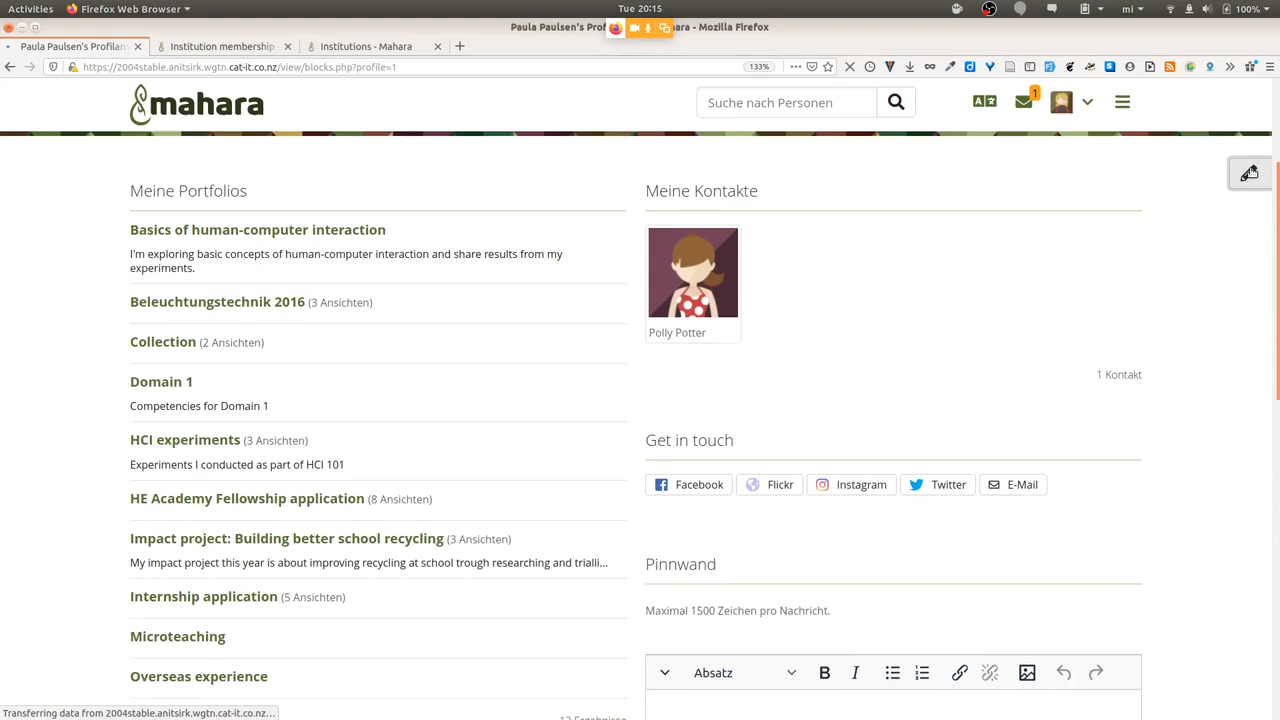 Activities
Firefox Web Browser
Tue 20:15
mi
100%
Paula Paulsen's Profilans
Institution membership
Institutions - Mahara
hara - Mozilla Firefox
https://2004stable.anitsirk.wgtn.cat-it.co.nz/view/blocks.php?profile=1
133%
mahara
Suche nach Personen
1
Meine Portfolios
Basics of human-computer interaction
I'm exploring basic concepts of human-computer interaction and share results from my
experiments.
Beleuchtungstechnik 2016 (3 Ansichten)
Collection (2 Ansichten)
Domain 1
Competencies for Domain 1
HCI experiments (3 Ansichten)
Experiments I conducted as part of HCI 101
HE Academy Fellowship application (8 Ansichten)
Impact project: Building better school recycling (3 Ansichten)
My impact project this year is about improving recycling at school trough researching and trialli...
Internship application (5 Ansichten)
Microteaching
Overseas experience
Meine Kontakte
Polly Potter
1 Kontakt
Get in touch
Facebook
Flickr
Instagram
Twitter
E-Mail
Pinnwand
Maximal 1500 Zeichen pro Nachricht.
Absatz
B
I
Transferring data from 2004stable.anitsirk.wgtn.cat-it.co.nz...